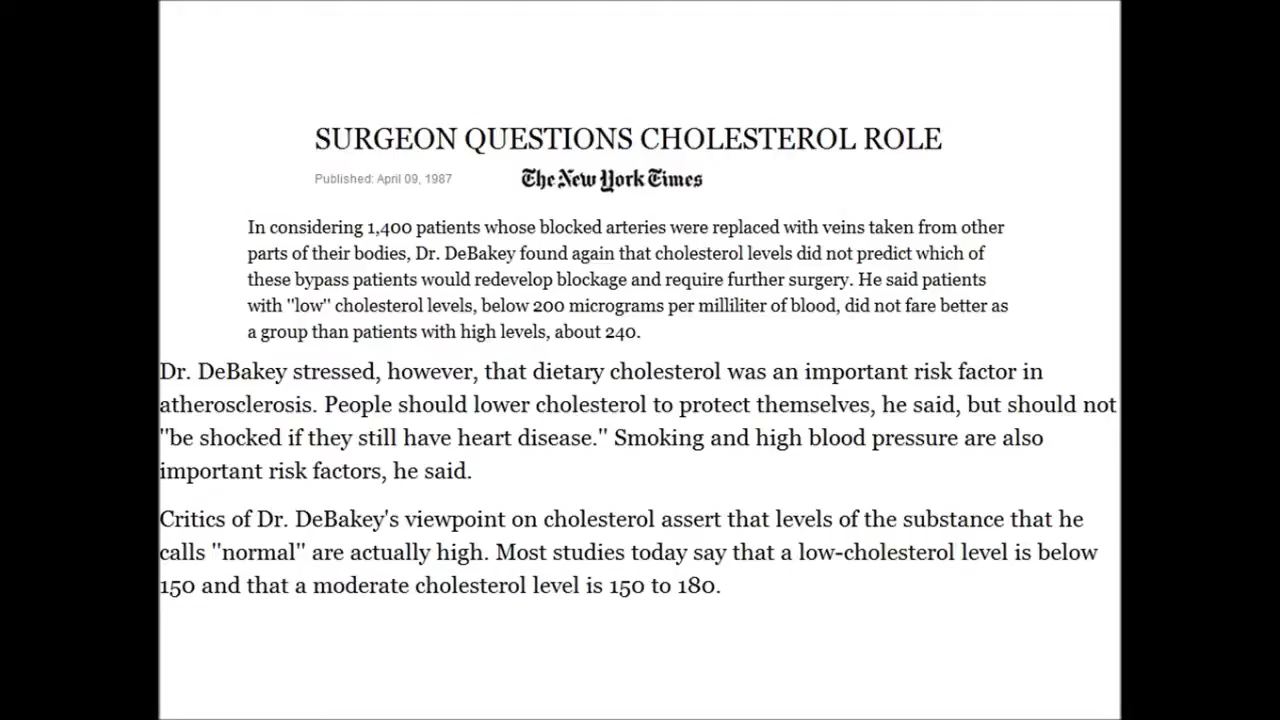 SURGEON QUESTIONS CHOLESTEROL ROLE
Published: April 09, 1987 The New York Times
In considering 1,400 patients whose blocked arteries were replaced with veins taken from other
parts of their bodies, Dr. DeBakey found again that cholesterol levels did not predict which of
these bypass patients would redevelop blockage and require further surgery. He said patients
with "low" cholesterol levels, below 200 micrograms per milliliter of blood, did not fare better as
a group than patients with high levels, about 240.
Dr. DeBakey stressed, however, that dietary cholesterol was an important risk factor in
atherosclerosis. People should lower cholesterol to protect themselves, he said, but should not
"be shocked if they still have heart disease." Smoking and high blood pressure are also
important risk factors, he said.
Critics of Dr. DeBakey's viewpoint on cholesterol assert that levels of the substance that he
calls "normal" are actually high. Most studies today say that a low-cholesterol level is below
150 and that a moderate cholesterol level is 150 to 180.